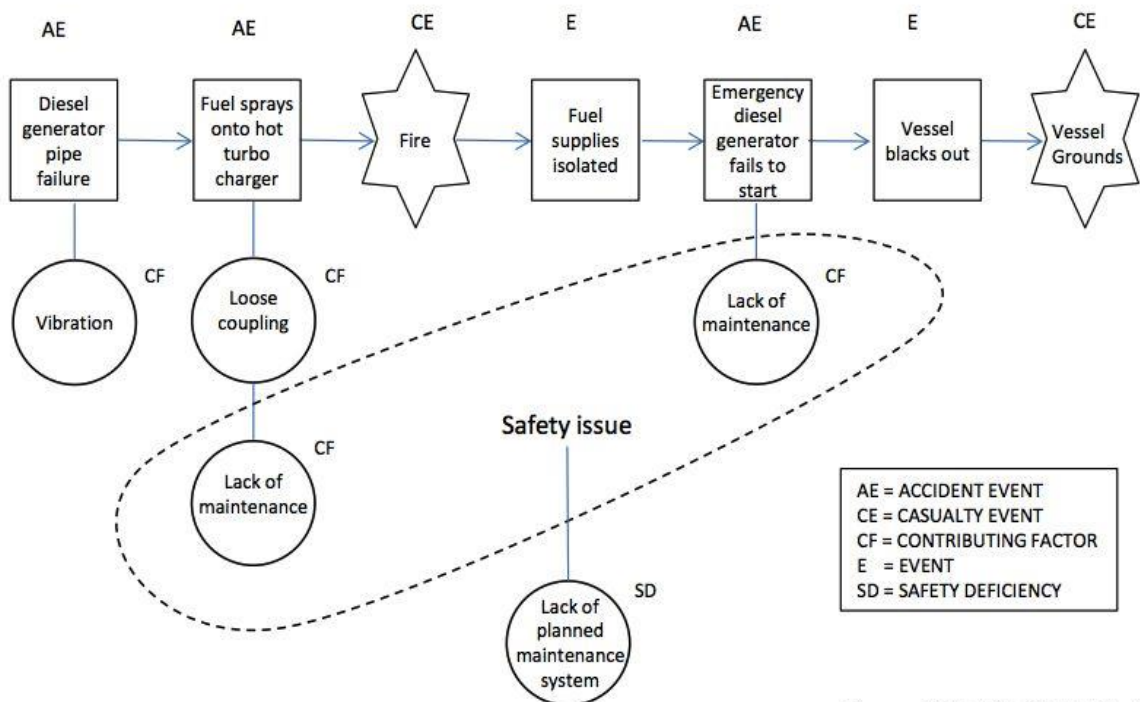 AE
AE
CE
E
AE
E
CE
Diesel
generator
pipe
failure
Fuel sprays
onto hot
turbo
charger
Fire
Fuel
supplies
isolated
Emergency
diesel
generator
fails to
start
Vessel
blacks out
Vessel
Grounds
Vibration
CF
Loose
coupling
CF
Lack of
maintenance
CF
Lack of
maintenance
CF
Safety issue
Lack of
planned
maintenance
system
SD
AE = ACCIDENT EVENT
CE = CASUALTY EVENT
CF = CONTRIBUTING FACTOR
E = EVENT
SD = SAFETY DEFICIENCY